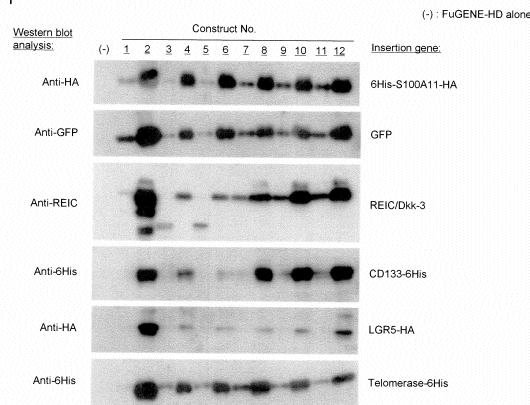 (-) : FuGENE-HD alone
Construct No.
Western blot
analysis:
(-) 1 2 3 4 5 6 7 8 9 10 11 12
Insertion gene:
Anti-HA
6His-S100A11-HA
Anti-GFP
GFP
Anti-REIC
REIC/Dkk-3
Anti-6His
CD133-6His
Anti-HA
LGR5-HA
Anti-6His
Telomerase-6His